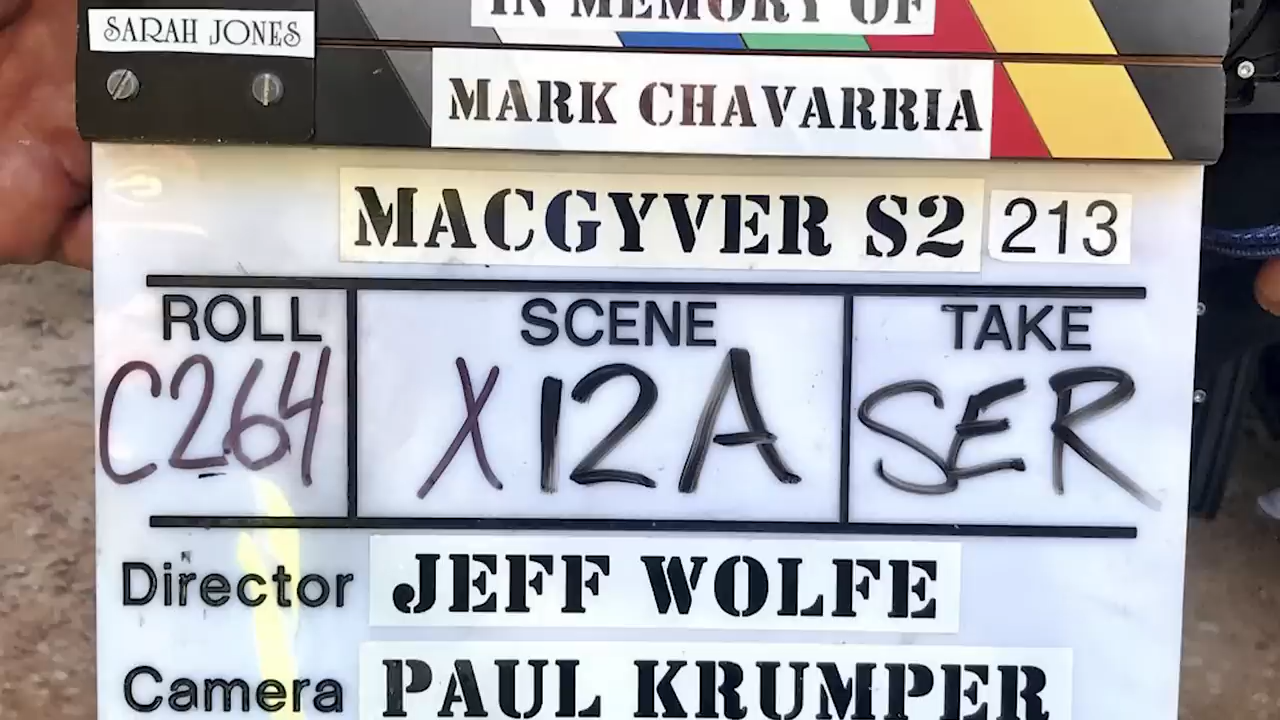 SARAH JONES
IN MEMORY OF
MARK CHAVARRIA
MACGYVER S2 213
ROLL SCENE TAKE
C264 X12A SER
Director JEFF WOLFE
Camera PAUL KRUMPER